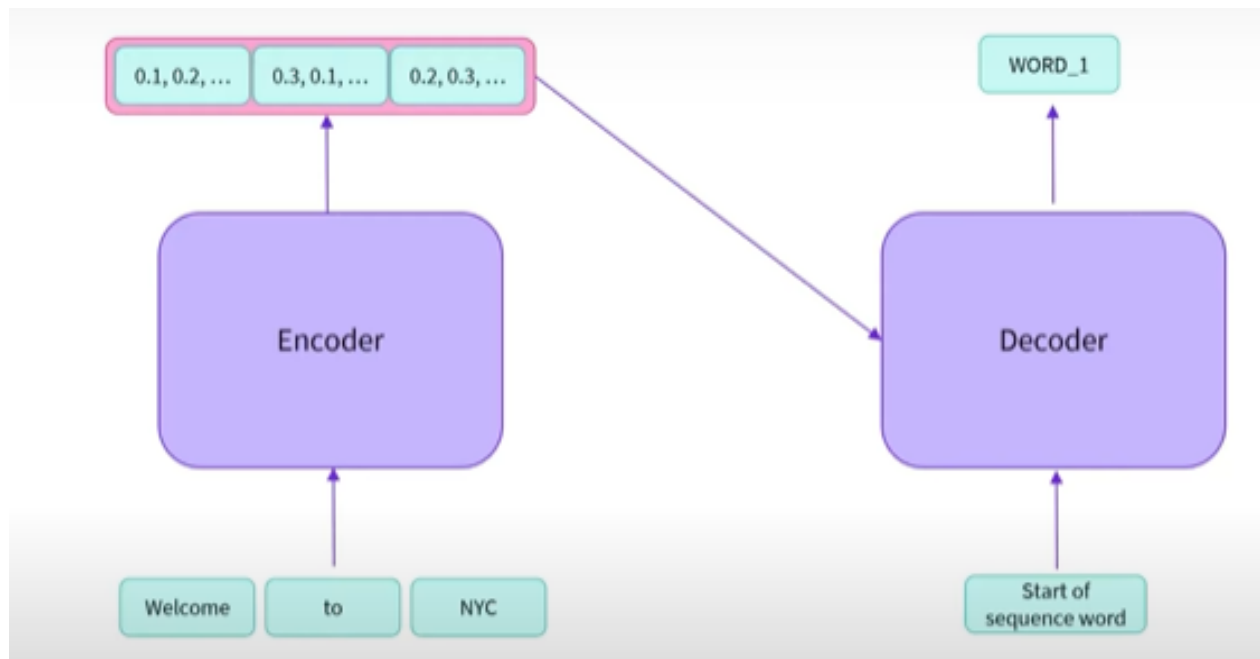 0.1, 0.2, ...
0.3, 0.1, ...
0.2, 0.3, ...
WORD_1
Encoder
Decoder
Welcome
to
NYC
Start of
sequence word